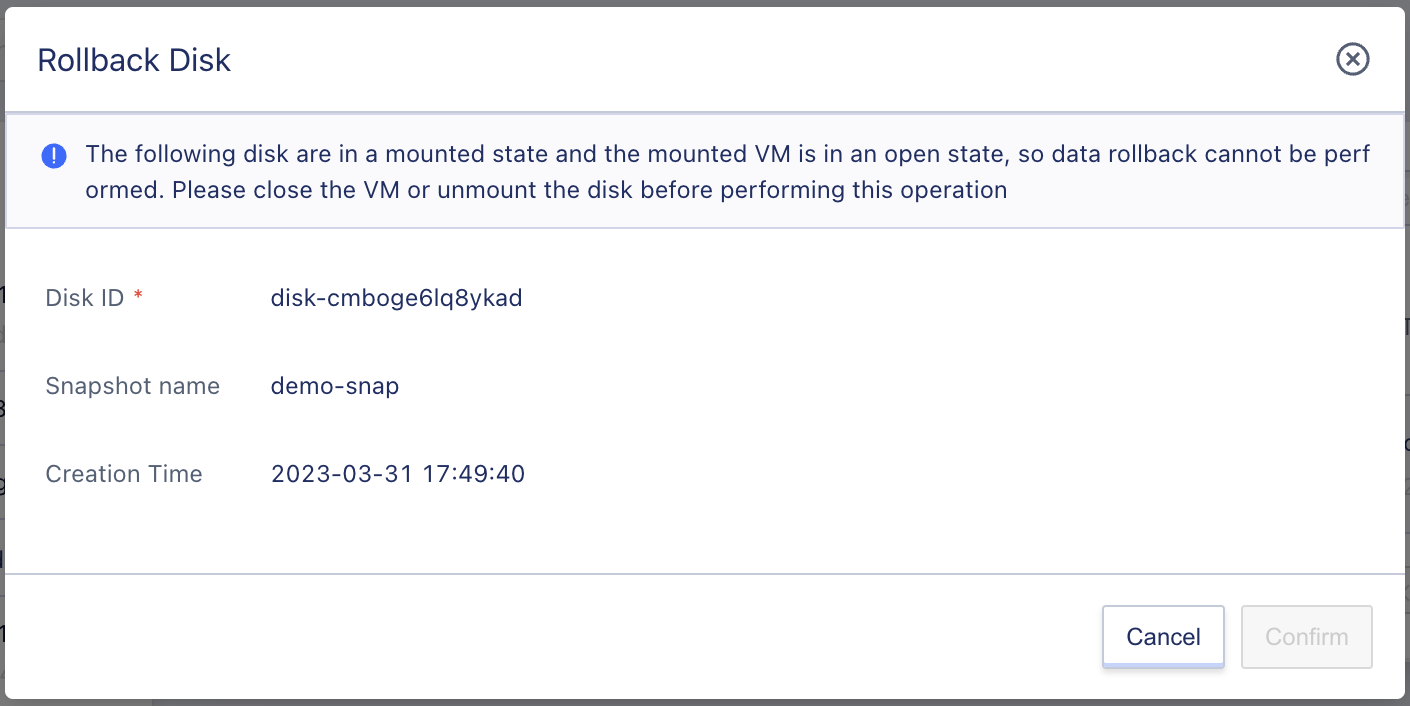 Rollback Disk
The following disk are in a mounted state and the mounted VM is in an open state, so data rollback cannot be perf
ormed. Please close the VM or unmount the disk before performing this operation
Disk ID *
disk-cmboge6lq8ykad
Snapshot name
demo-snap
Creation Time
2023-03-31 17:49:40
Cancel
Confirm